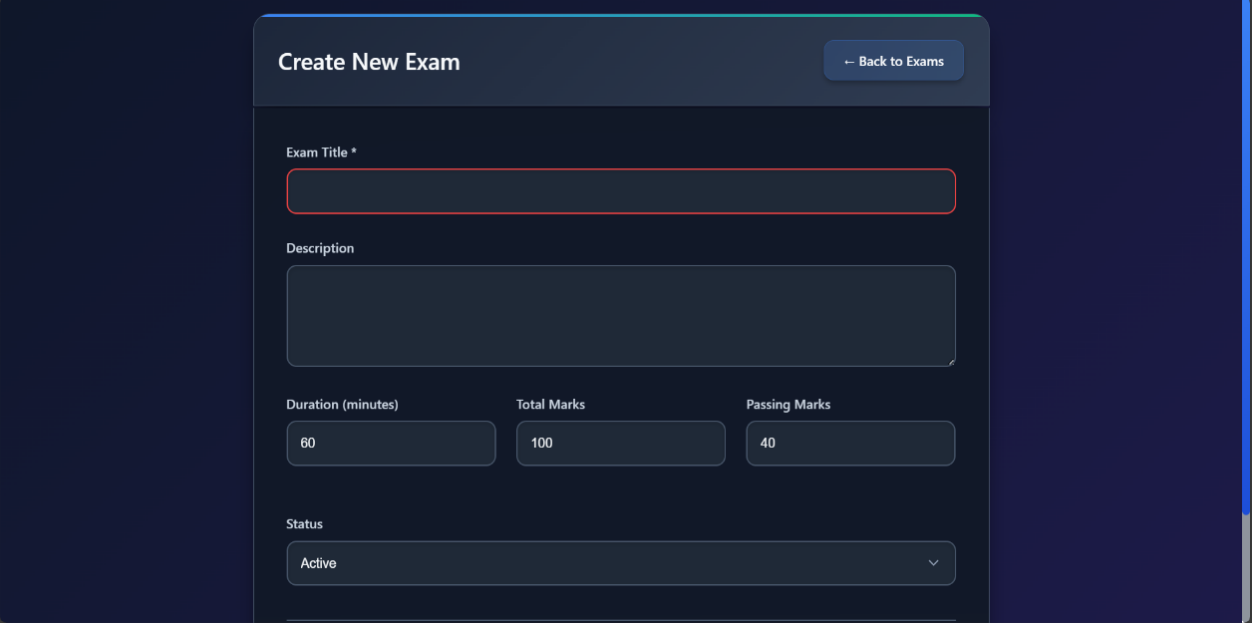 Create New Exam
← Back to Exams
Exam Title *
Description
Duration (minutes)
Total Marks
Passing Marks
60
100
40
Status
Active